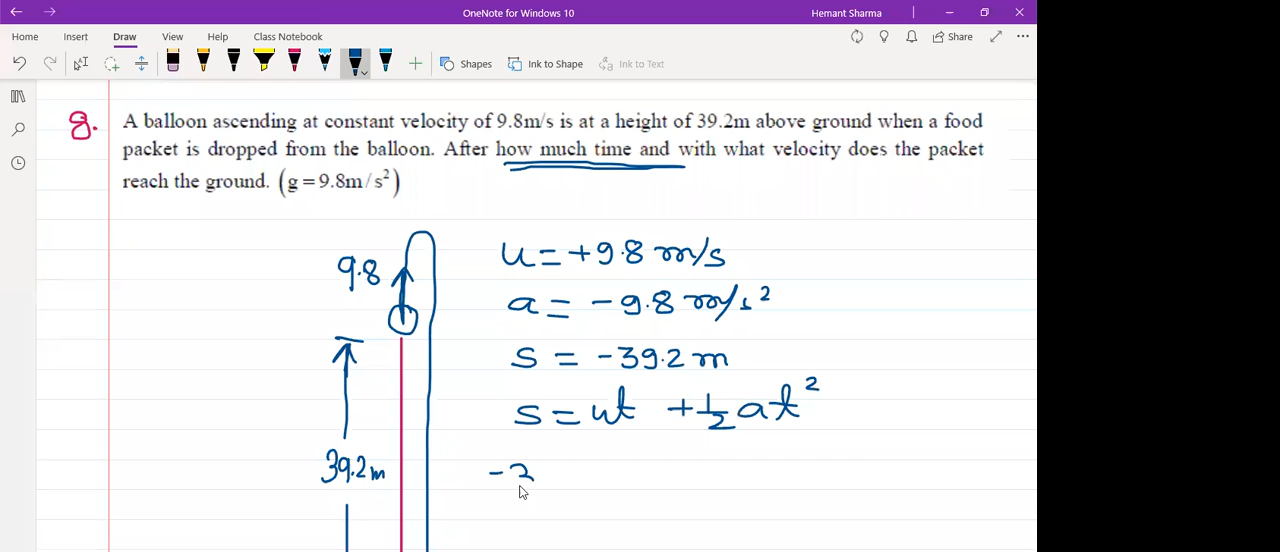 OneNote for Windows 10
Hemant Sharma
Home Insert Draw View Help Class Notebook
Share
Shapes Ink to Shape Ink to Text
8.
A balloon ascending at constant velocity of 9.8m/s is at a height of 39.2m above ground when a food
packet is dropped from the balloon. After how much time and with what velocity does the packet
reach the ground. (g = 9.8m/s²)
9.8
39.2m
u = +9.8 m/s
a = -9.8 m/s²
s = -39.2 m
s = ut + 1/2 at²
-3